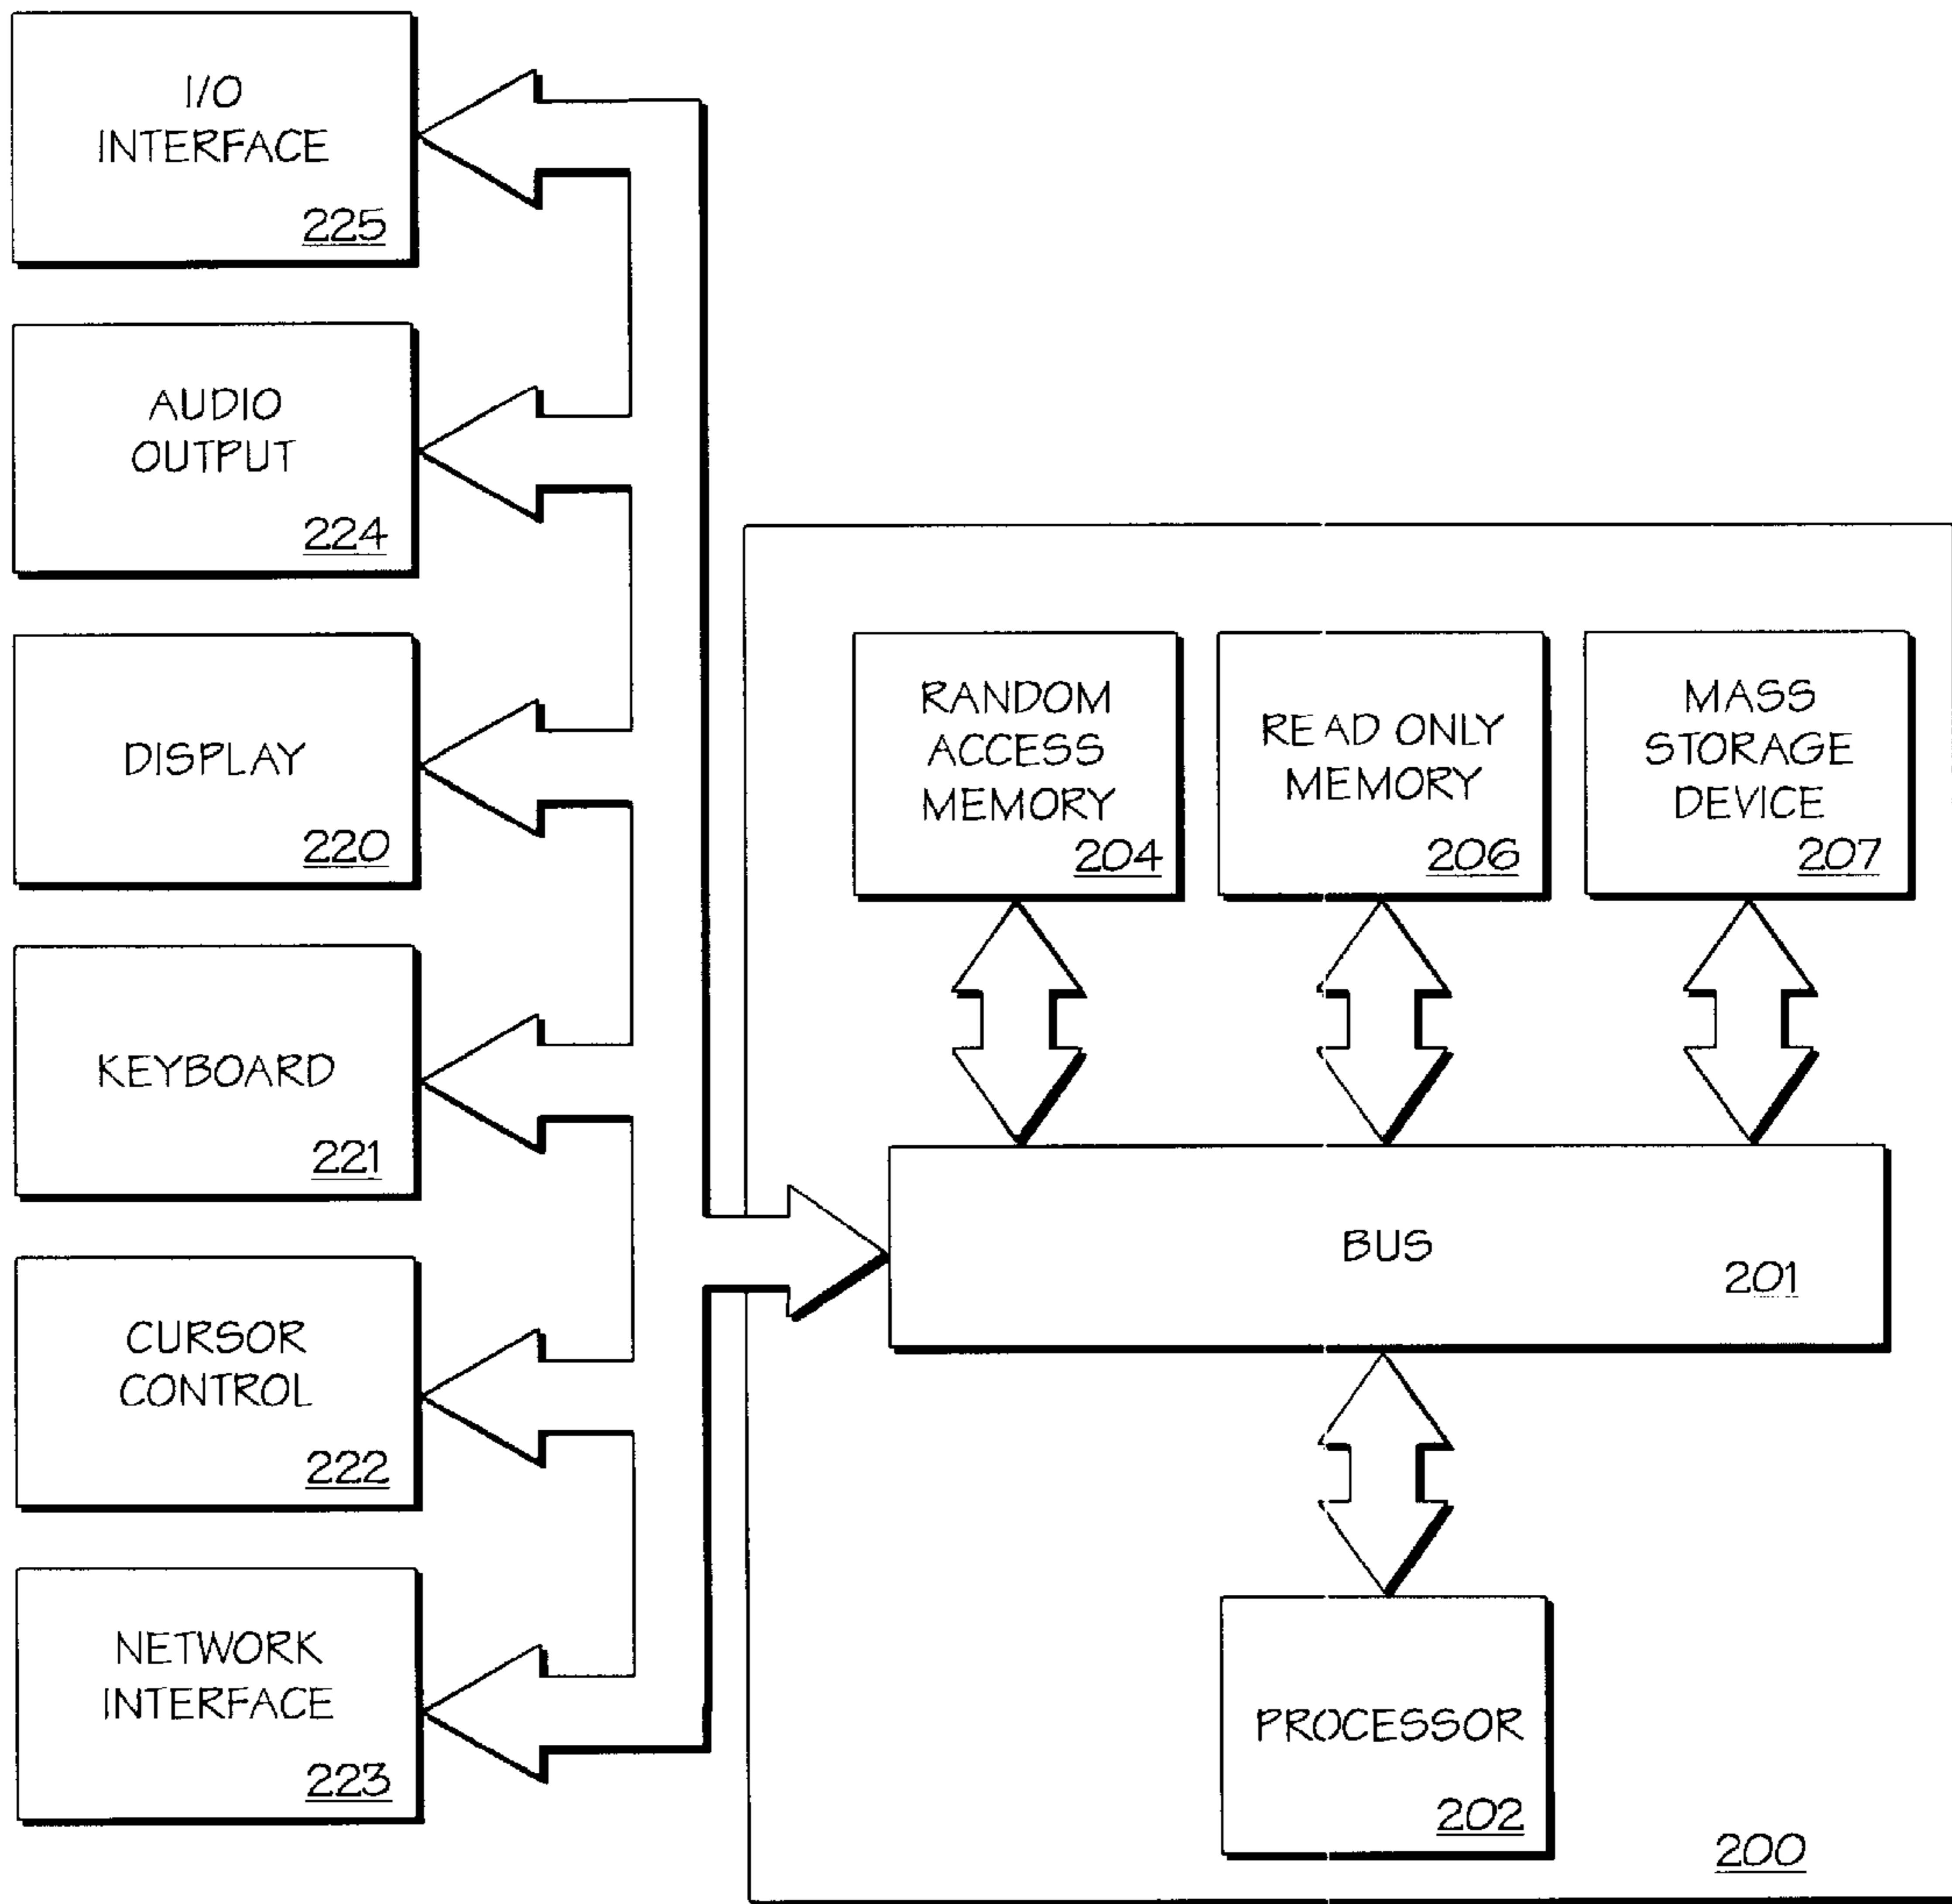 I/O
INTERFACE
225
AUDIO
OUTPUT
224
DISPLAY
220
KEYBOARD
221
CURSOR
CONTROL
222
NETWORK
INTERFACE
223
RANDOM
ACCESS
MEMORY
204
READ ONLY
MEMORY
206
MASS
STORAGE
DEVICE
207
BUS
201
PROCESSOR
202
200